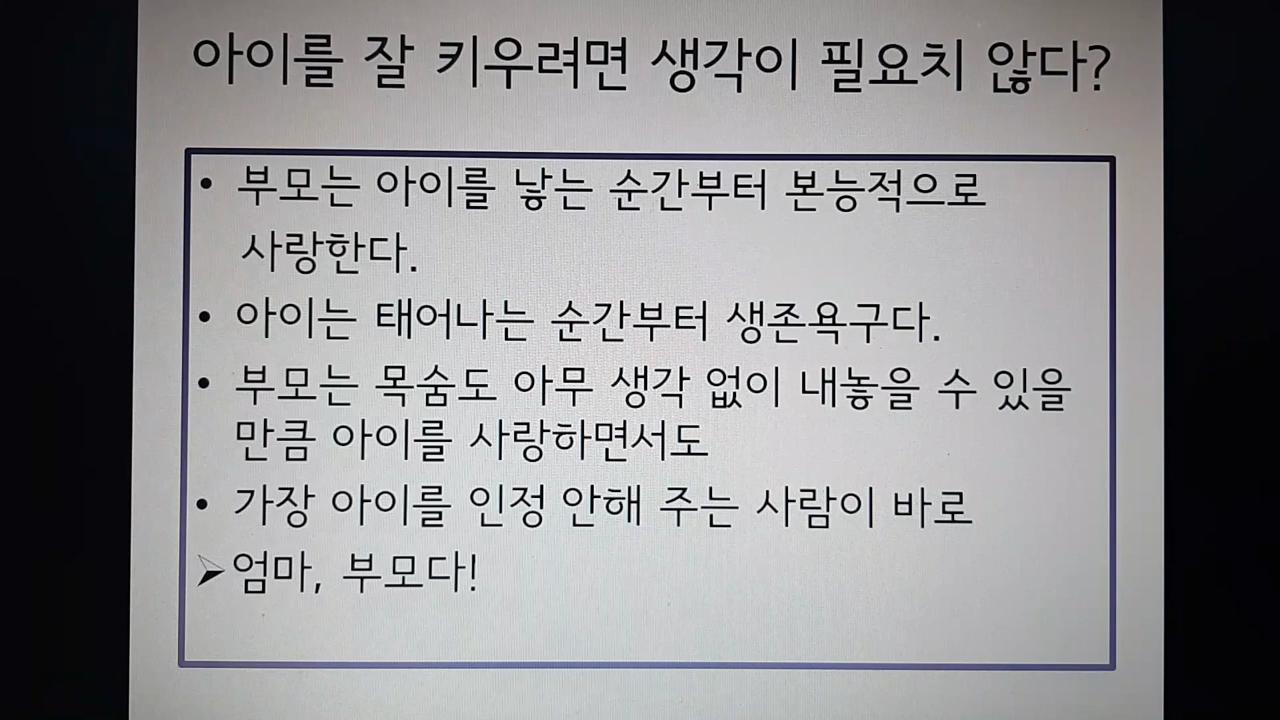 아이를 잘 키우려면 생각이 필요치 않다?
• 부모는 아이를 낳는 순간부터 본능적으로
사랑한다.
• 아이는 태어나는 순간부터 생존욕구다.
• 부모는 목숨도 아무 생각 없이 내놓을 수 있을
만큼 아이를 사랑하면서도
• 가장 아이를 인정 안해 주는 사람이 바로
➢엄마, 부모다!